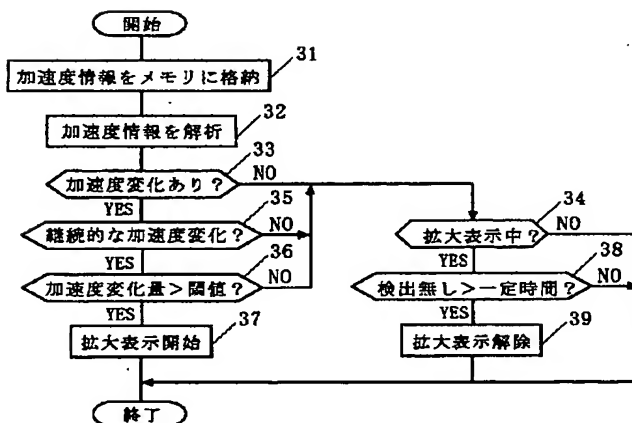 開始
31
加速度情報をメモリに格納
32
加速度情報を解析
33
加速度変化あり?
NO
YES
35
継続的な加速度変化?
NO
YES
36
加速度変化量>閾値?
NO
YES
37
拡大表示開始
34
拡大表示中?
NO
YES
38
検出無し>一定時間?
NO
YES
39
拡大表示解除
終了